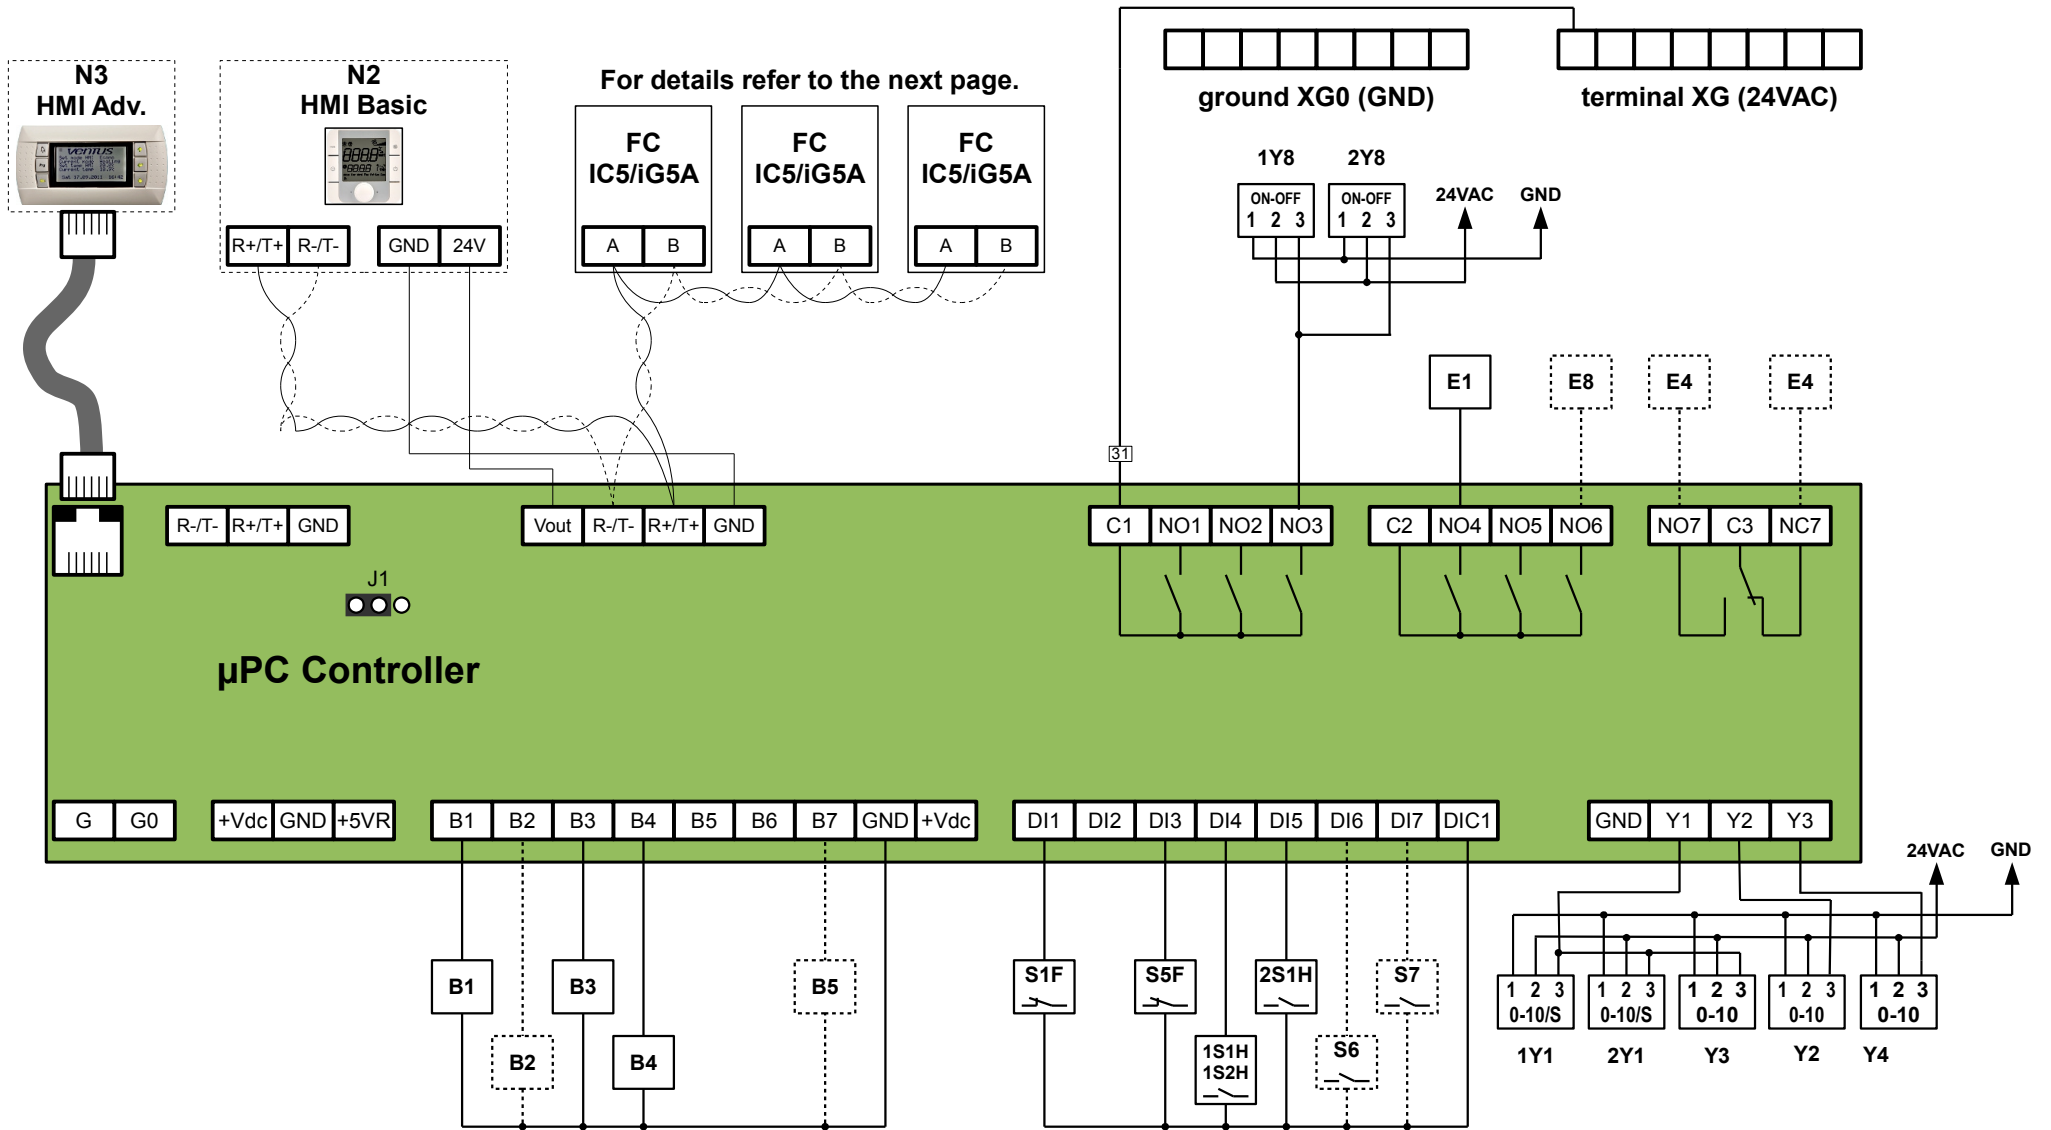 N3
HMI Adv.
ventus
N2
HMI Basic
R+/T+ R-/T- GND 24V
For details refer to the next page.
FC
IC5/iG5A
A B
FC
IC5/iG5A
A B
FC
IC5/iG5A
A B
ground XG0 (GND)
terminal XG (24VAC)
1Y8 2Y8
ON-OFF
1 2 3
ON-OFF
1 2 3
24VAC GND
E1 E8 E4 E4
31
R-/T- R+/T+ GND
Vout R-/T- R+/T+ GND
C1 NO1 NO2 NO3
C2 NO4 NO5 NO6
NO7 C3 NC7
J1
µPC Controller
G G0
+Vdc GND +5VR
B1 B2 B3 B4 B5 B6 B7 GND +Vdc
DI1 DI2 DI3 DI4 DI5 DI6 DI7 DIC1
GND Y1 Y2 Y3
24VAC GND
B1 B3 B5
B2 B4
S1F S5F 2S1H S7
1S1H
1S2H
S6
1 2 3
0-10/S
1 2 3
0-10/S
1 2 3
0-10
1 2 3
0-10
1 2 3
0-10
1Y1 2Y1 Y3 Y2 Y4